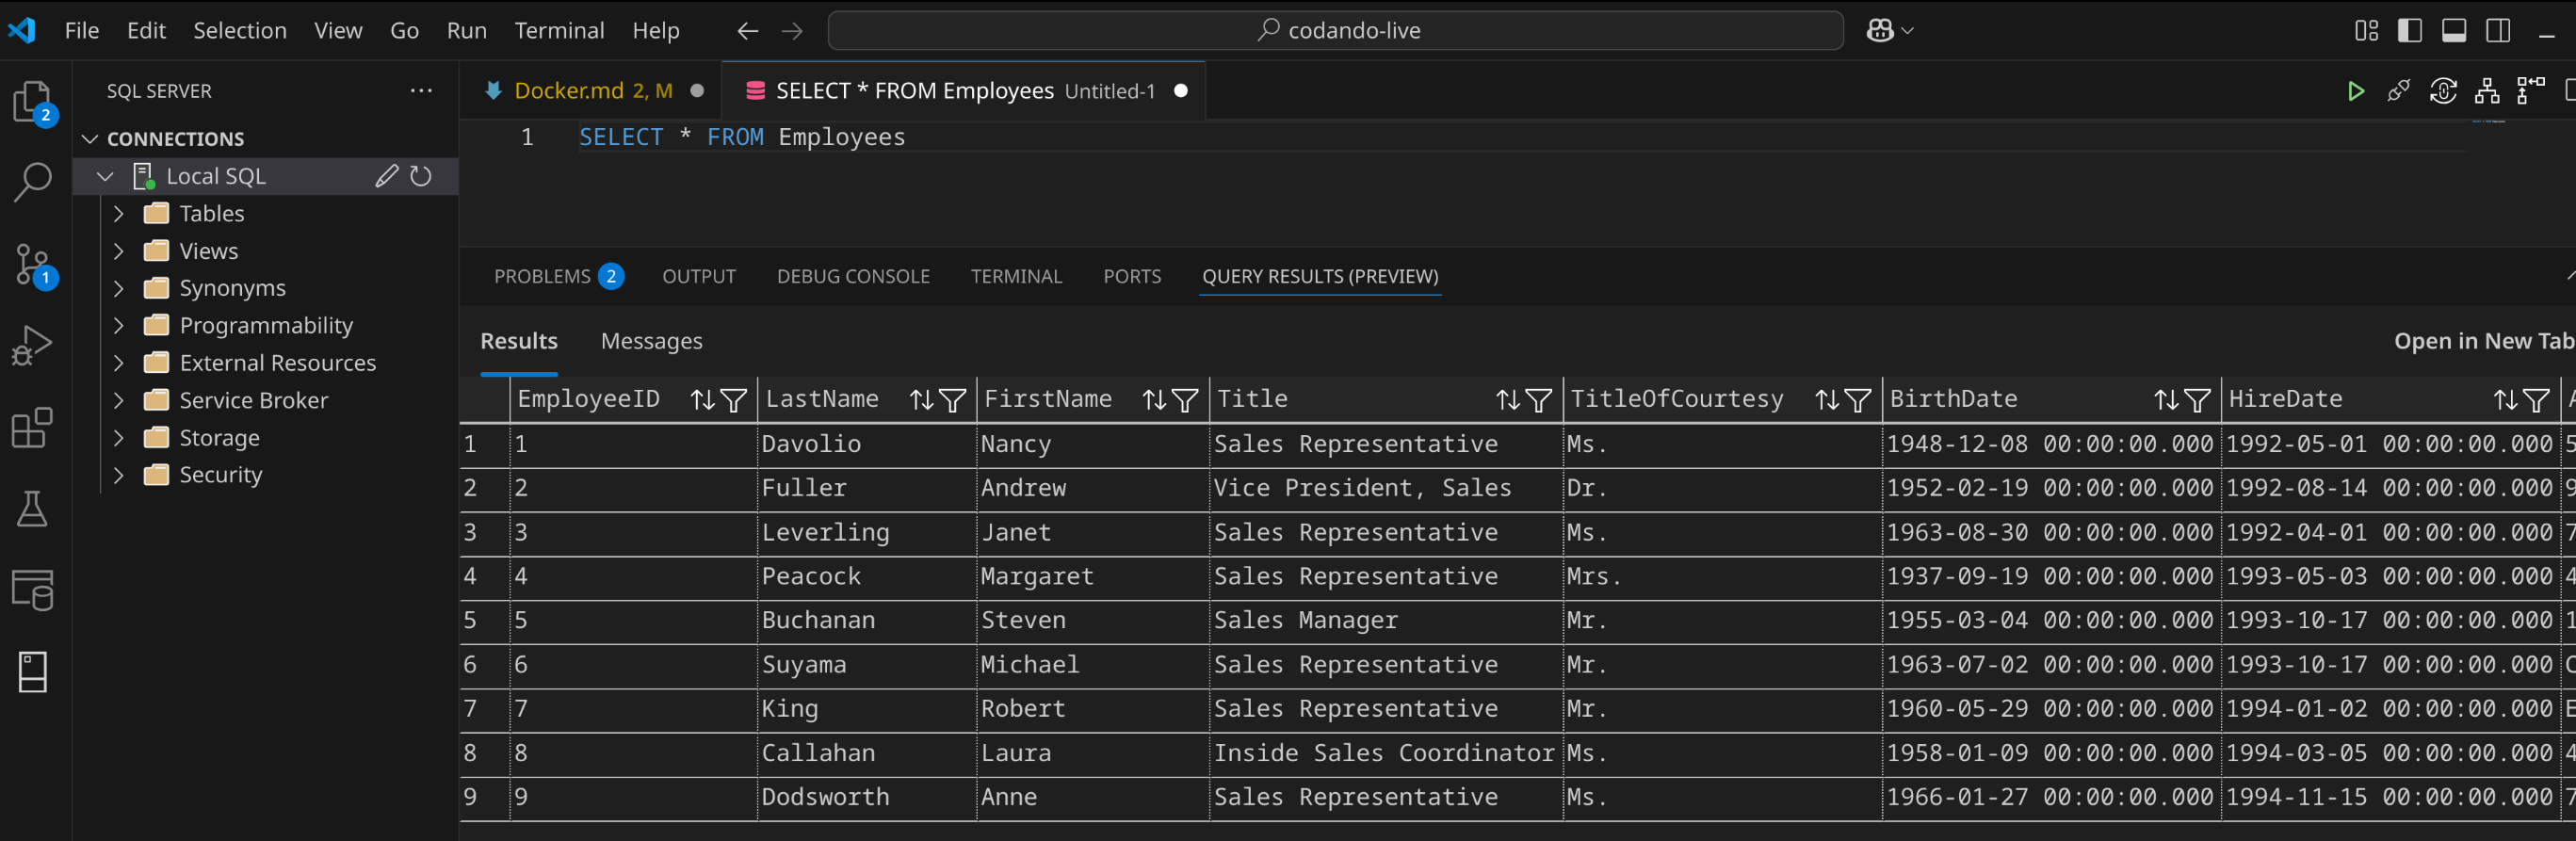 File Edit Selection View Go Run Terminal Help codando-live
2
1
SQL SERVER ...
CONNECTIONS
Local SQL
Tables
Views
Synonyms
Programmability
External Resources
Service Broker
Storage
Security
Docker.md 2, M SELECT * FROM Employees Untitled-1
1 SELECT * FROM Employees
PROBLEMS 2 OUTPUT DEBUG CONSOLE TERMINAL PORTS QUERY RESULTS (PREVIEW)
Results Messages Open in New Tab
EmployeeID LastName FirstName Title TitleOfCourtesy BirthDate HireDate
1 1 Davolio Nancy Sales Representative Ms. 1948-12-08 00:00:00.000 1992-05-01 00:00:00.000
2 2 Fuller Andrew Vice President, Sales Dr. 1952-02-19 00:00:00.000 1992-08-14 00:00:00.000
3 3 Leverling Janet Sales Representative Ms. 1963-08-30 00:00:00.000 1992-04-01 00:00:00.000
4 4 Peacock Margaret Sales Representative Mrs. 1937-09-19 00:00:00.000 1993-05-03 00:00:00.000
5 5 Buchanan Steven Sales Manager Mr. 1955-03-04 00:00:00.000 1993-10-17 00:00:00.000
6 6 Suyama Michael Sales Representative Mr. 1963-07-02 00:00:00.000 1993-10-17 00:00:00.000
7 7 King Robert Sales Representative Mr. 1960-05-29 00:00:00.000 1994-01-02 00:00:00.000
8 8 Callahan Laura Inside Sales Coordinator Ms. 1958-01-09 00:00:00.000 1994-03-05 00:00:00.000
9 9 Dodsworth Anne Sales Representative Ms. 1966-01-27 00:00:00.000 1994-11-15 00:00:00.000